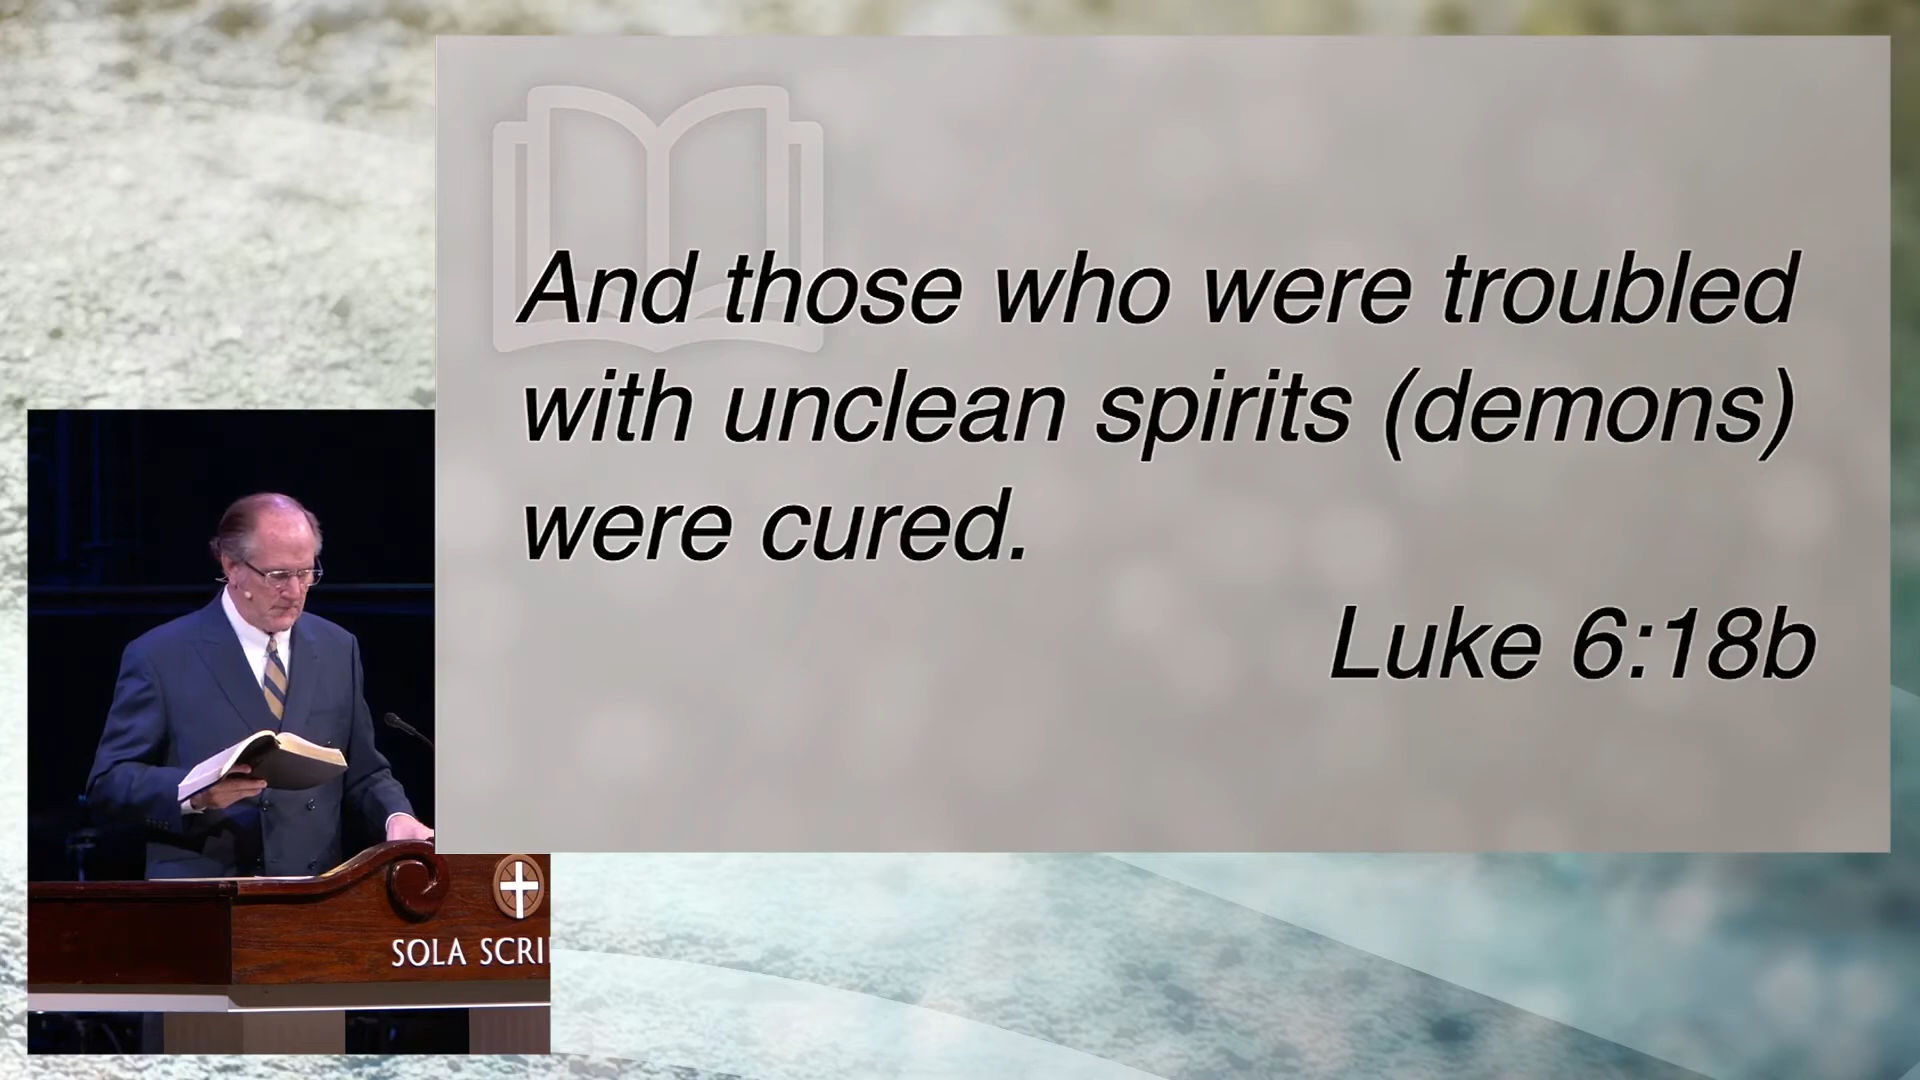 And those who were troubled
with unclean spirits (demons)
were cured.
Luke 6:18b
SOLA SCRI